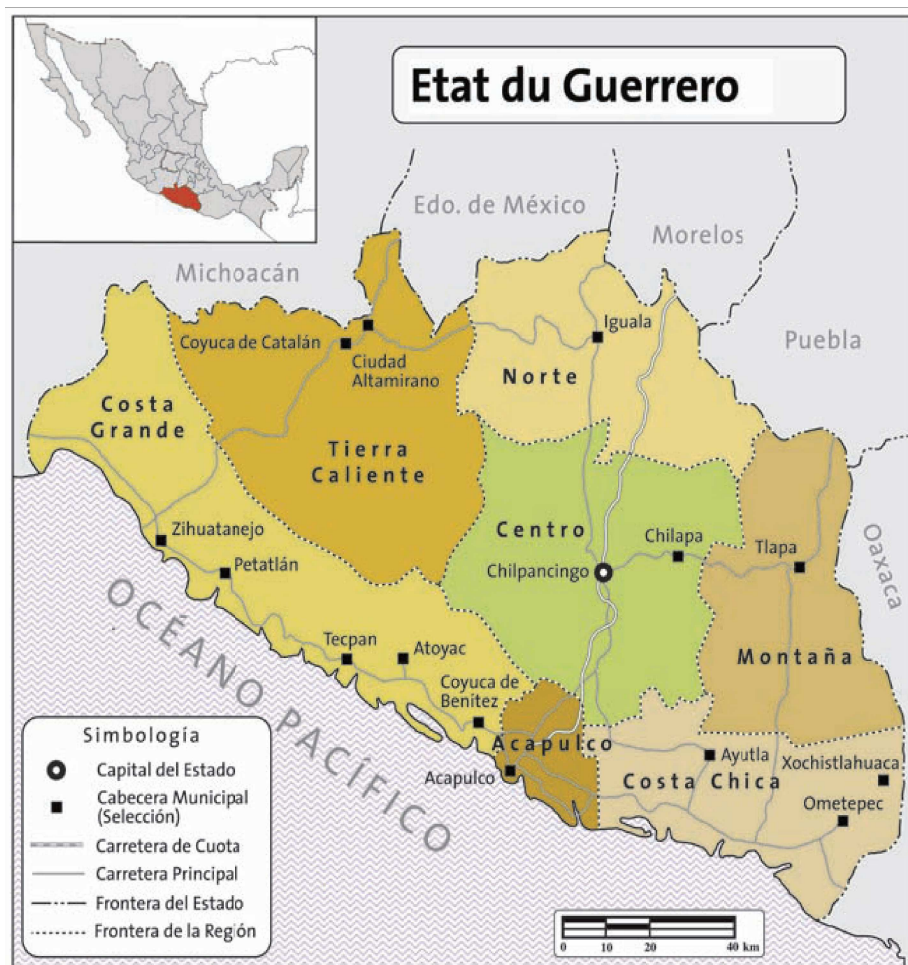 Etat du Guerrero
Edo. de México
Morelos
Michoacán
Puebla
Oaxaca
Iguala
Coyuca de Catalán
Ciudad
Altamirano
Norte
Costa
Grande
Tierra
Caliente
Centro
Chilapa
Zihuatanejo
Tlapa
Petatlán
Chilpancingo
OCÉANO PACÍFICO
Tecpan
Atoyac
Montaña
Coyuca de
Benítez
Acapulco
Acapulco
Ayutla
Xochistlahuaca
Costa Chica
Ometepec
Simbología
Capital del Estado
Cabecera Municipal
(Selección)
Carretera de Cuota
Carretera Principal
Frontera del Estado
Frontera de la Región
0 10 20 40 km